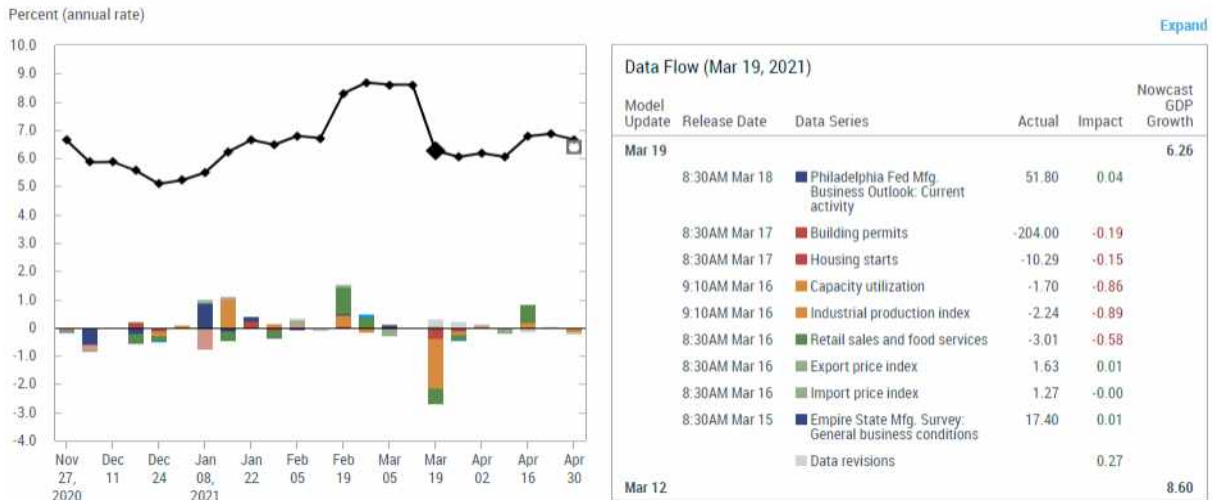 Percent (annual rate)
Expand
10.0
9.0
8.0
7.0
6.0
5.0
4.0
3.0
2.0
1.0
0
-1.0
-2.0
-3.0
-4.0
Nov Dec Dec Jan Jan Feb Feb Mar Mar Apr Apr Apr
27, 11 24 08, 22 05 19 05 19 02 16 30
2020 2021
Data Flow (Mar 19, 2021)
Nowcast
Model GDP
Update Release Date Data Series Actual Impact Growth
Mar 19 6.26
8:30AM Mar 18 Philadelphia Fed Mfg. 51.80 0.04
Business Outlook: Current
activity
8:30AM Mar 17 Building permits -204.00 -0.19
8:30AM Mar 17 Housing starts -10.29 -0.15
9:10AM Mar 16 Capacity utilization -1.70 -0.86
9:10AM Mar 16 Industrial production index -2.24 -0.89
8:30AM Mar 16 Retail sales and food services -3.01 -0.58
8:30AM Mar 16 Export price index 1.63 0.01
8:30AM Mar 16 Import price index 1.27 -0.00
8:30AM Mar 15 Empire State Mfg. Survey: 17.40 0.01
General business conditions
Data revisions 0.27
Mar 12 8.60